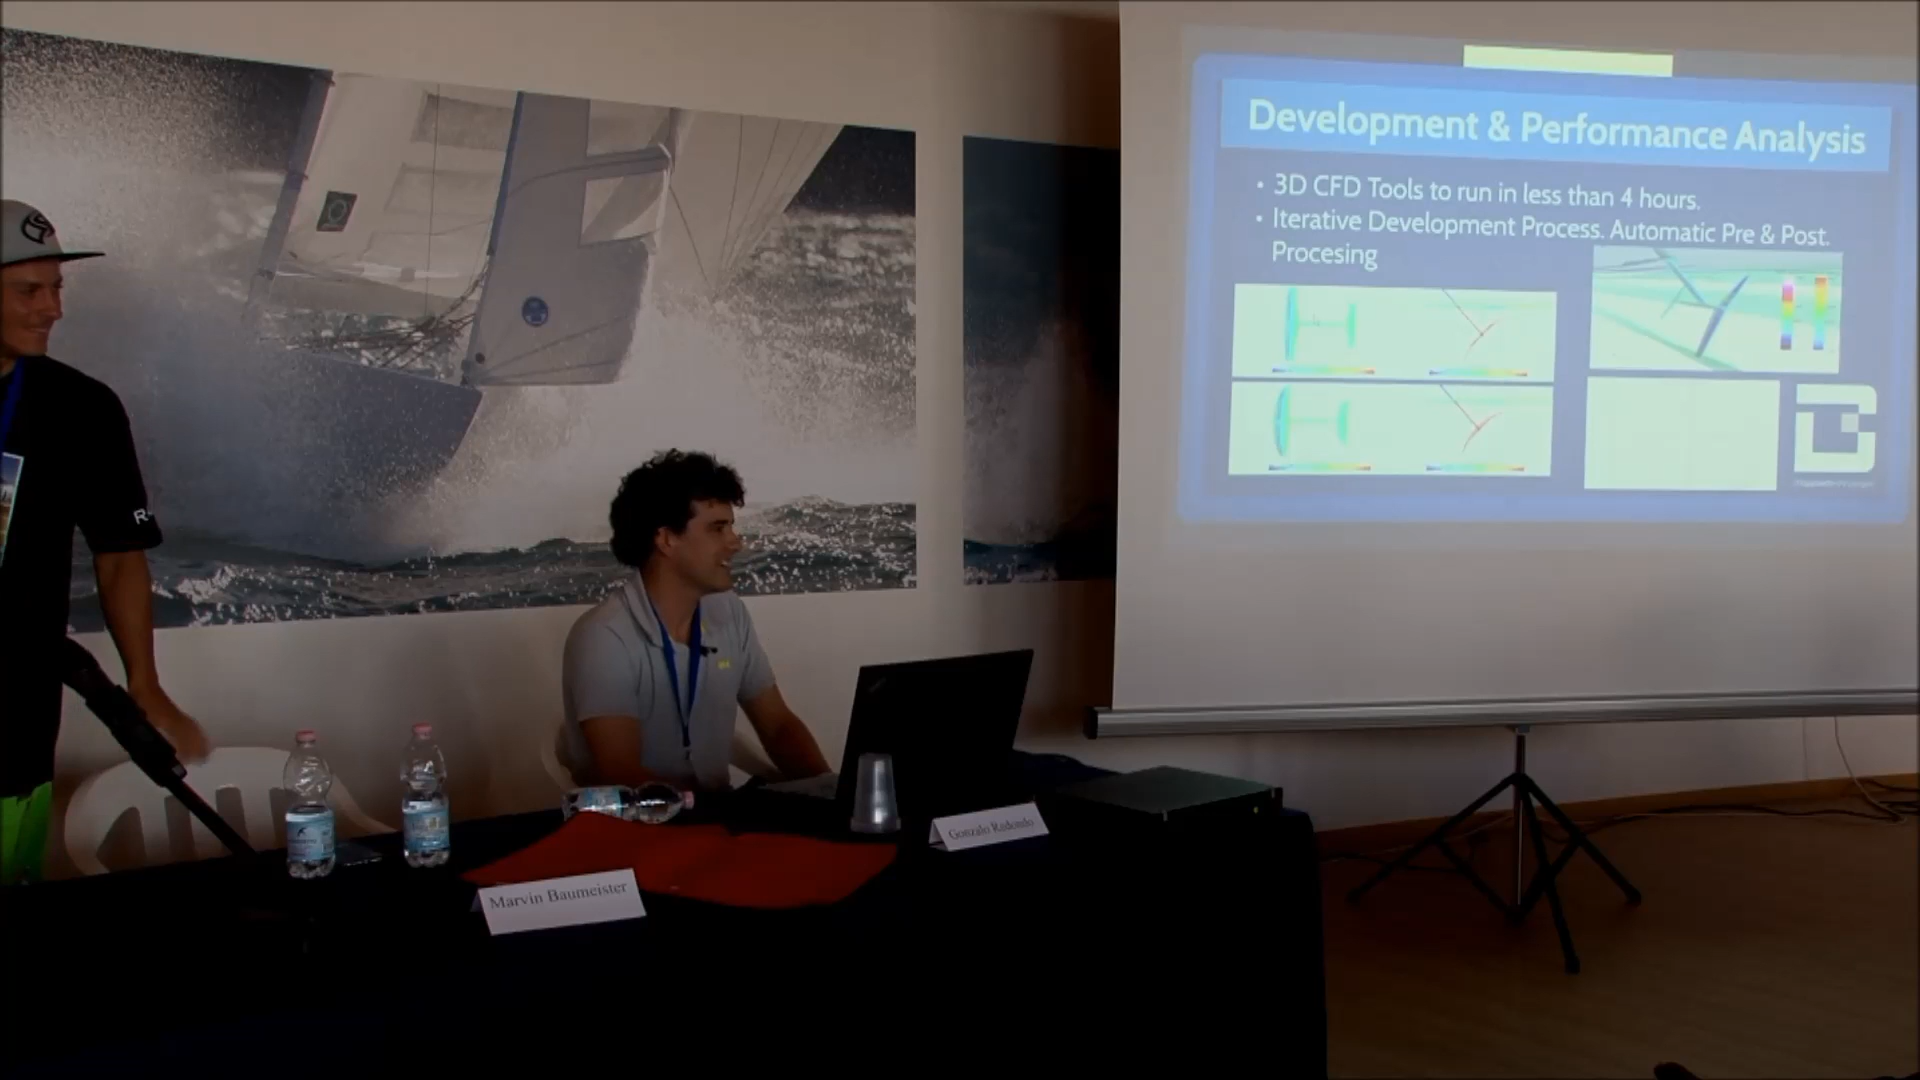 Development & Performance Analysis
• 3D CFD Tools to run in less than 4 hours.
• Iterative Development Process. Automatic Pre & Post.
Procesing
R
Gonzalo Redondo
Marvin Baumeister